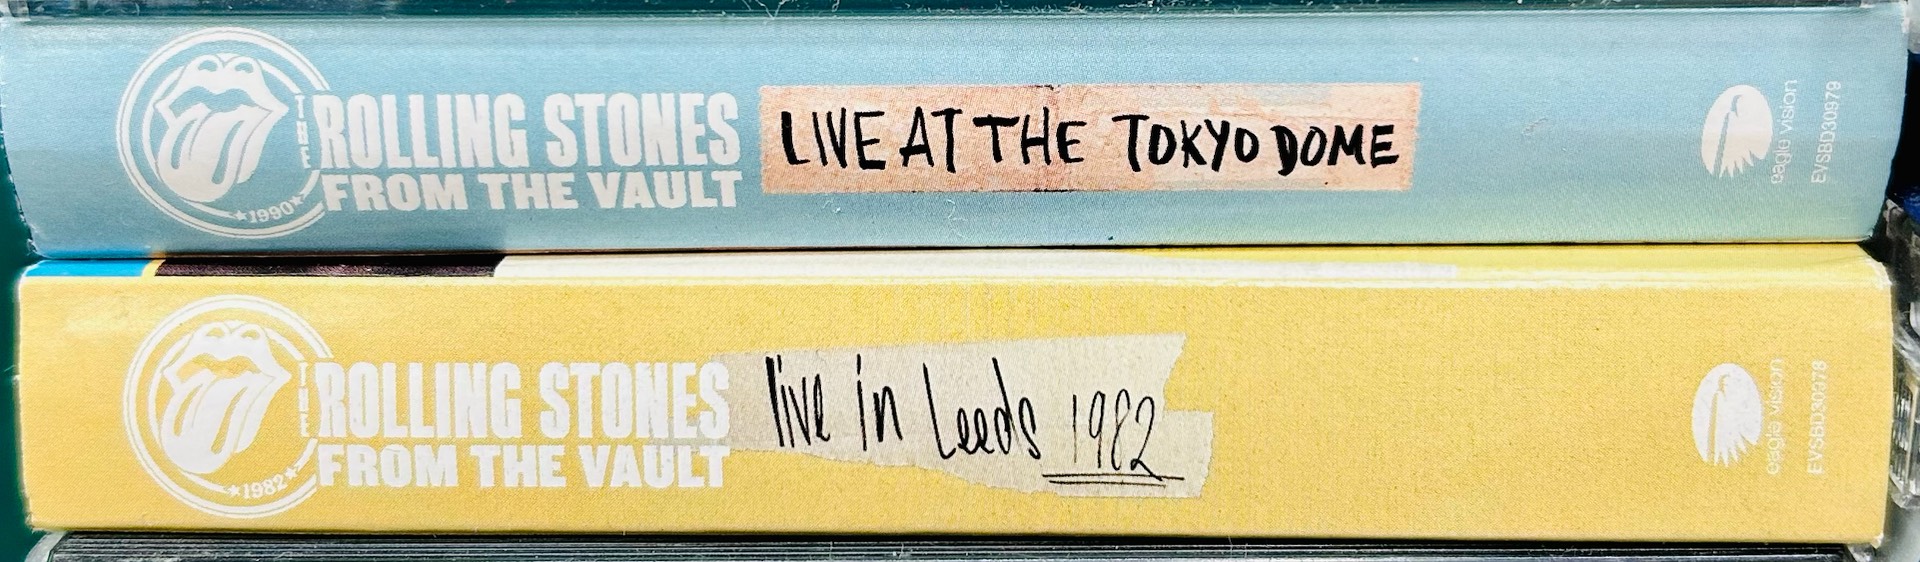 THE
ROLLING STONES
FROM THE VAULT
★1990★
LIVE AT THE TOKYO DOME
eagle vision
EVSBD30979
THE
ROLLING STONES
FROM THE VAULT
★1982★
live in Leeds 1982
eagle vision
EVSBD30978